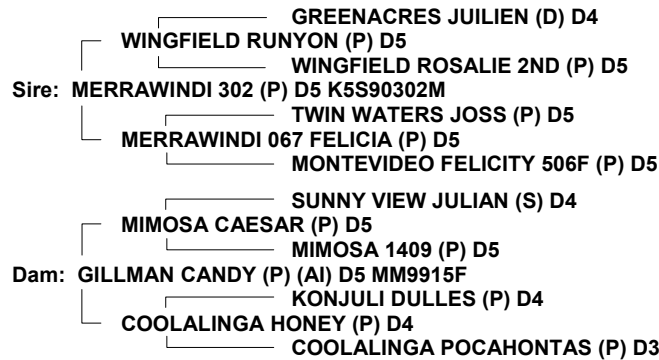 GREENACRES JUILIEN (D) D4
WINGFIELD RUNYON (P) D5
WINGFIELD ROSALIE 2ND (P) D5
Sire: MERRAWINDI 302 (P) D5 K5S90302M
TWIN WATERS JOSS (P) D5
MERRAWINDI 067 FELICIA (P) D5
MONTEVIDEO FELICITY 506F (P) D5
SUNNY VIEW JULIAN (S) D4
MIMOSA CAESAR (P) D5
MIMOSA 1409 (P) D5
Dam: GILLMAN CANDY (P) (AI) D5 MM9915F
KONJULI DULLES (P) D4
COOLALINGA HONEY (P) D4
COOLALINGA POCAHONTAS (P) D3